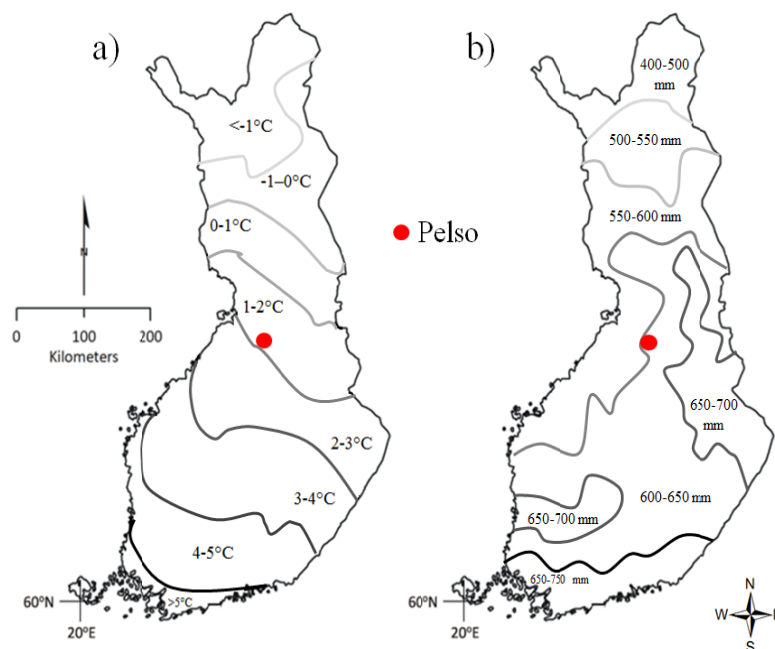 a)
<-1°C
-1–0°C
0-1°C
1-2°C
2-3°C
3-4°C
4-5°C
>5°C
N
0 100 200
Kilometers
60°N
20°E
Pelso
b)
400-500
mm
500-550 mm
550-600 mm
650-700
mm
600-650 mm
650-700 mm
650-750 mm
60°N
20°E
N
W E
S